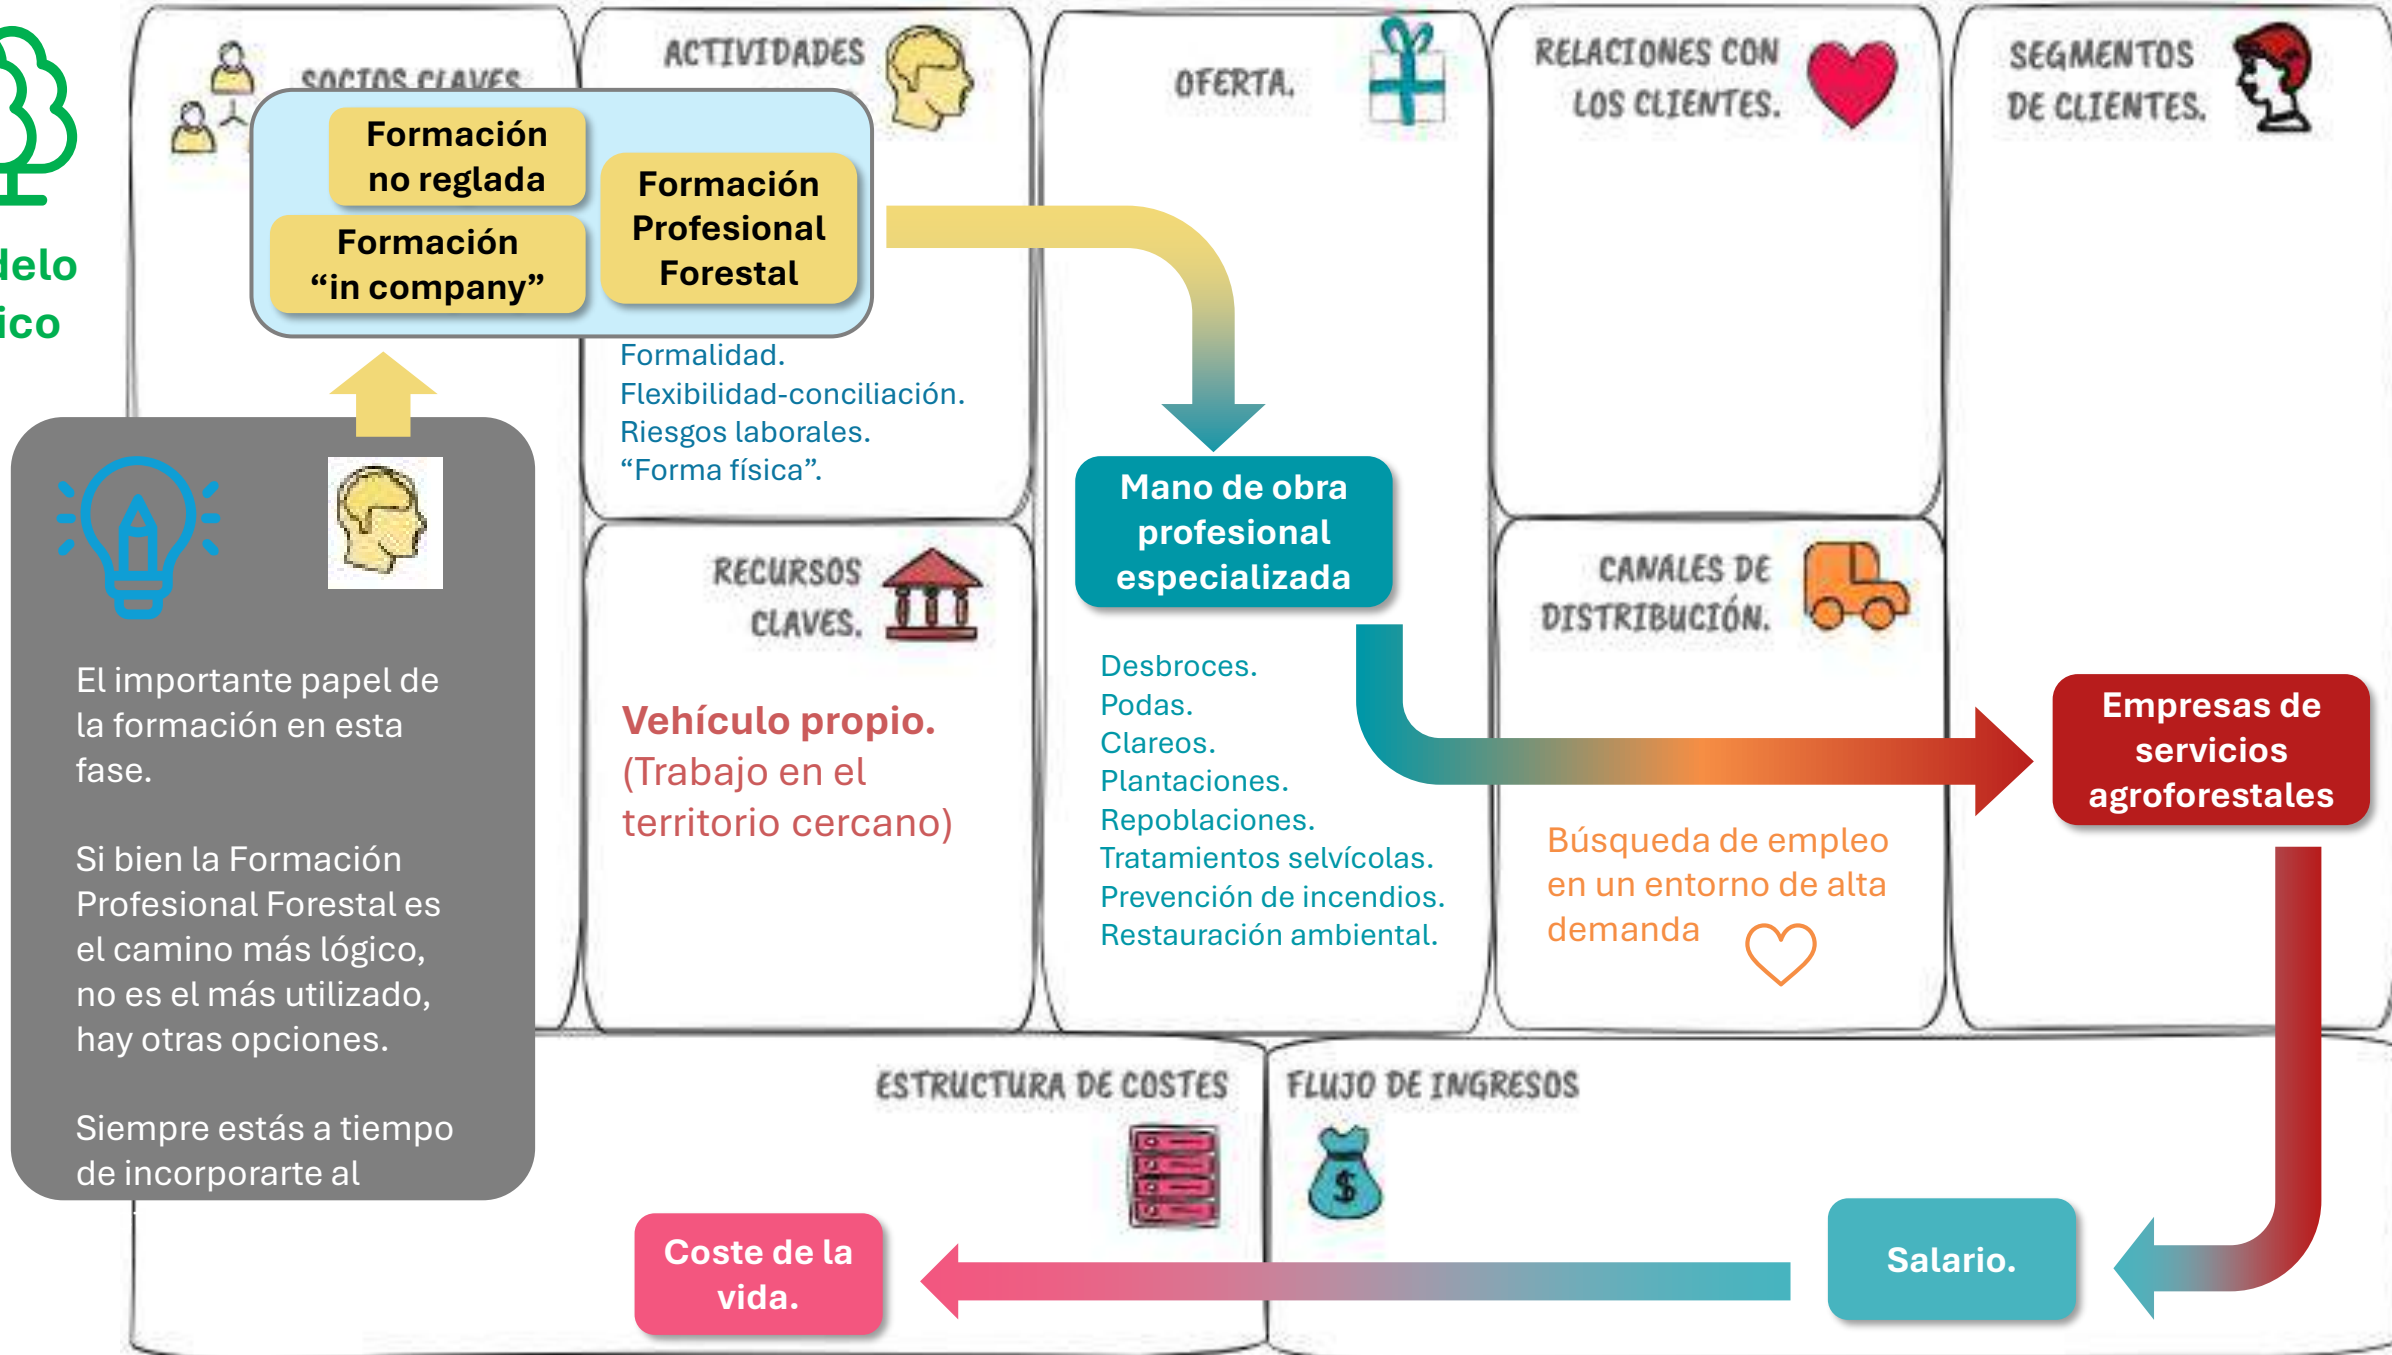 delo
ico
SOCIOS CLAVES
Formación
no reglada
Formación
“in company”
Formación
Profesional
Forestal
ACTIVIDADES
Formalidad.
Flexibilidad-conciliación.
Riesgos laborales.
“Forma física”.
El importante papel de
la formación en esta
fase.
Si bien la Formación
Profesional Forestal es
el camino más lógico,
no es el más utilizado,
hay otras opciones.
Siempre estás a tiempo
de incorporarte al
RECURSOS
CLAVES.
Vehículo propio.
(Trabajo en el
territorio cercano)
OFERTA.
Mano de obra
profesional
especializada
Desbroces.
Podas.
Clareos.
Plantaciones.
Repoblaciones.
Tratamientos selvícolas.
Prevención de incendios.
Restauración ambiental.
RELACIONES CON
LOS CLIENTES.
CANALES DE
DISTRIBUCIÓN.
Búsqueda de empleo
en un entorno de alta
demanda
SEGMENTOS
DE CLIENTES.
Empresas de
servicios
agroforestales
ESTRUCTURA DE COSTES
Coste de la
vida.
FLUJO DE INGRESOS
$
Salario.